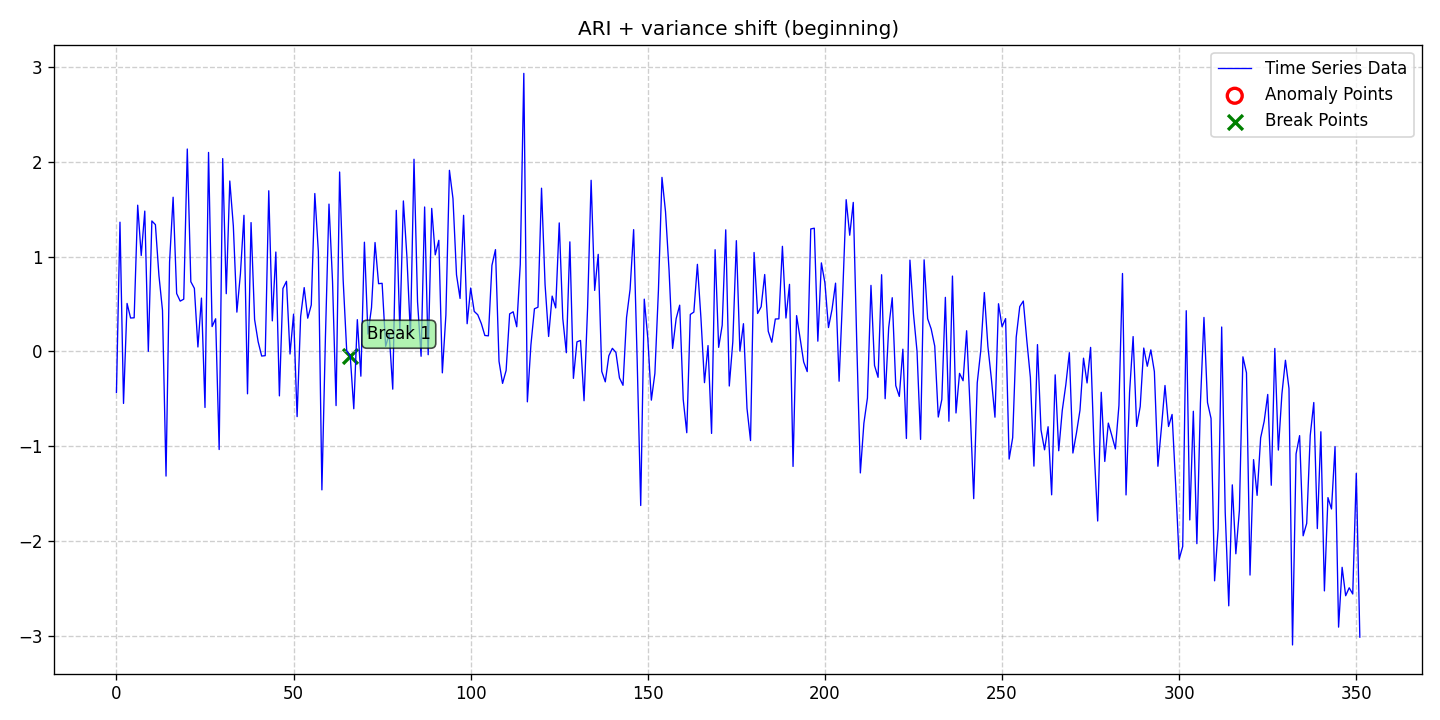 ARI + variance shift (beginning)
Time Series Data
Anomaly Points
Break Points
Break 1
3
2
1
0
−1
−2
−3
0 50 100 150 200 250 300 350